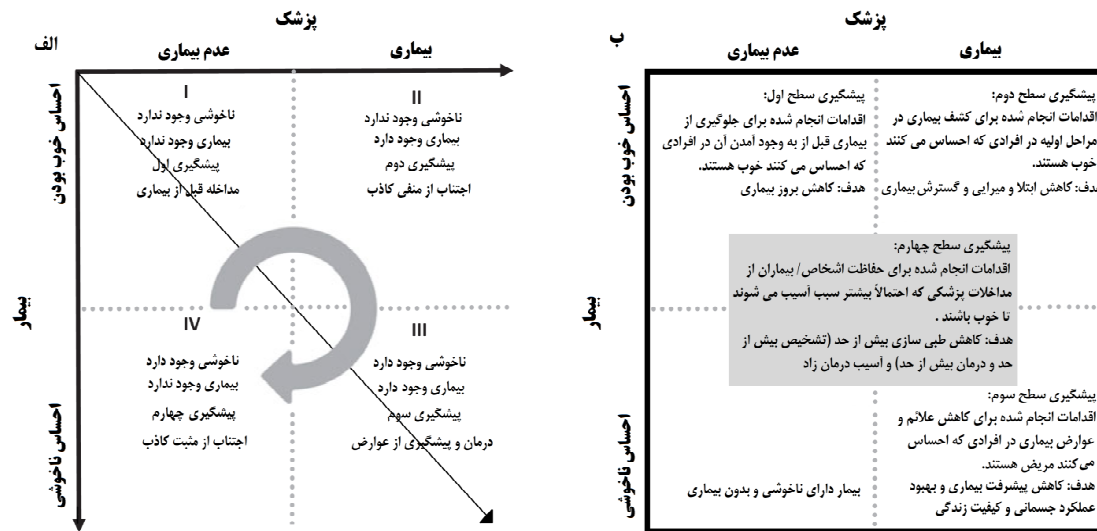 پزشک
الف
عدم بیماری
بیماری
احساس خوب بودن
بیمار
احساس ناخوشی
I
ناخوشی وجود ندارد
بیماری وجود ندارد
پیشگیری اول
مداخله قبل از بیماری
II
ناخوشی وجود ندارد
بیماری وجود دارد
پیشگیری دوم
اجتناب از منفی کاذب
III
ناخوشی وجود دارد
بیماری وجود دارد
پیشگیری سوم
درمان و پیشگیری از عوارض
IV
ناخوشی وجود دارد
بیماری وجود ندارد
پیشگیری چهارم
اجتناب از مثبت کاذب
پزشک
ب
عدم بیماری
بیماری
احساس خوب بودن
بیمار
احساس ناخوشی
پیشگیری سطح اول:
اقدامات انجام شده برای جلوگیری از
بیماری قبل از به وجود آمدن آن در افرادی
که احساس می کنند خوب هستند.
هدف: کاهش بروز بیماری
پیشگیری سطح دوم:
اقدامات انجام شده برای کشف بیماری در
مراحل اولیه در افرادی که احساس می کنند
خوب هستند.
هدف: کاهش ابتلا و میرایی و گسترش بیماری
پیشگیری سطح چهارم:
اقدامات انجام شده برای حفاظت اشخاص/ بیماران از
مداخلات پزشکی که احتمالاً بیشتر سبب آسیب می شوند
تا خوب باشند .
هدف: کاهش طبی سازی بیش از حد (تشخیص بیش از
حد و درمان بیش از حد) و آسیب درمان زاد
پیشگیری سطح سوم:
اقدامات انجام شده برای کاهش علائم و
عوارض بیماری در افرادی که احساس
می‌کنند مریض هستند.
هدف: کاهش پیشرفت بیماری و بهبود
عملکرد جسمانی و کیفیت زندگی
بیمار دارای ناخوشی و بدون بیماری